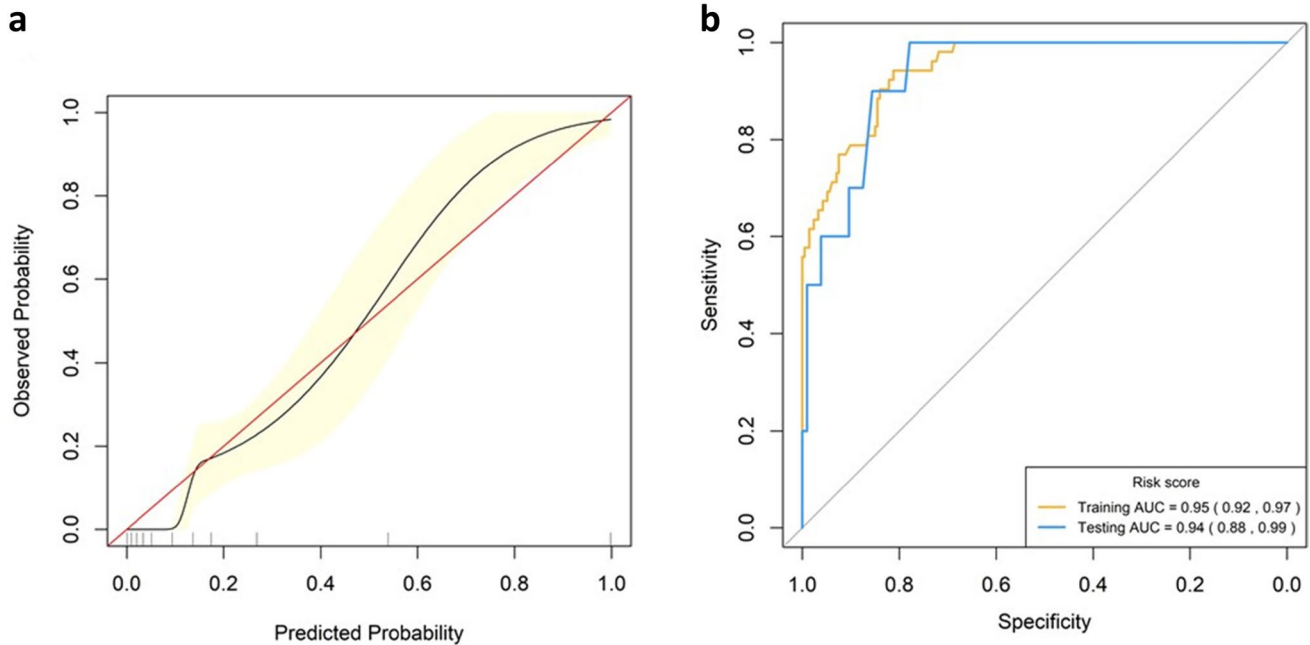 a
b
1.0
0.8
0.6
0.4
0.2
0.0
Observed Probability
0.0 0.2 0.4 0.6 0.8 1.0
Predicted Probability
1.0
0.8
0.6
0.4
0.2
0.0
Sensitivity
Risk score
Training AUC = 0.95 ( 0.92 , 0.97 )
Testing AUC = 0.94 ( 0.88 , 0.99 )
1.0 0.8 0.6 0.4 0.2 0.0
Specificity